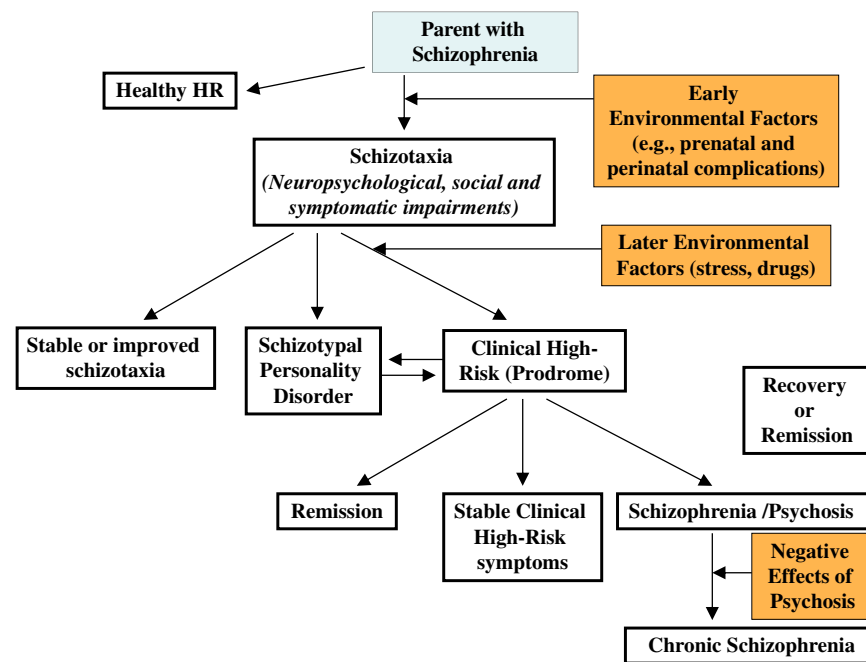 Parent with
Schizophrenia
Healthy HR
Early
Environmental Factors
(e.g., prenatal and
perinatal complications)
Schizotaxia
(Neuropsychological, social and
symptomatic impairments)
Later Environmental
Factors (stress, drugs)
Stable or improved
schizotaxia
Schizotypal
Personality
Disorder
Clinical High-
Risk (Prodrome)
Recovery
or
Remission
Remission
Stable Clinical
High-Risk
symptoms
Schizophrenia /Psychosis
Negative
Effects of
Psychosis
Chronic Schizophrenia